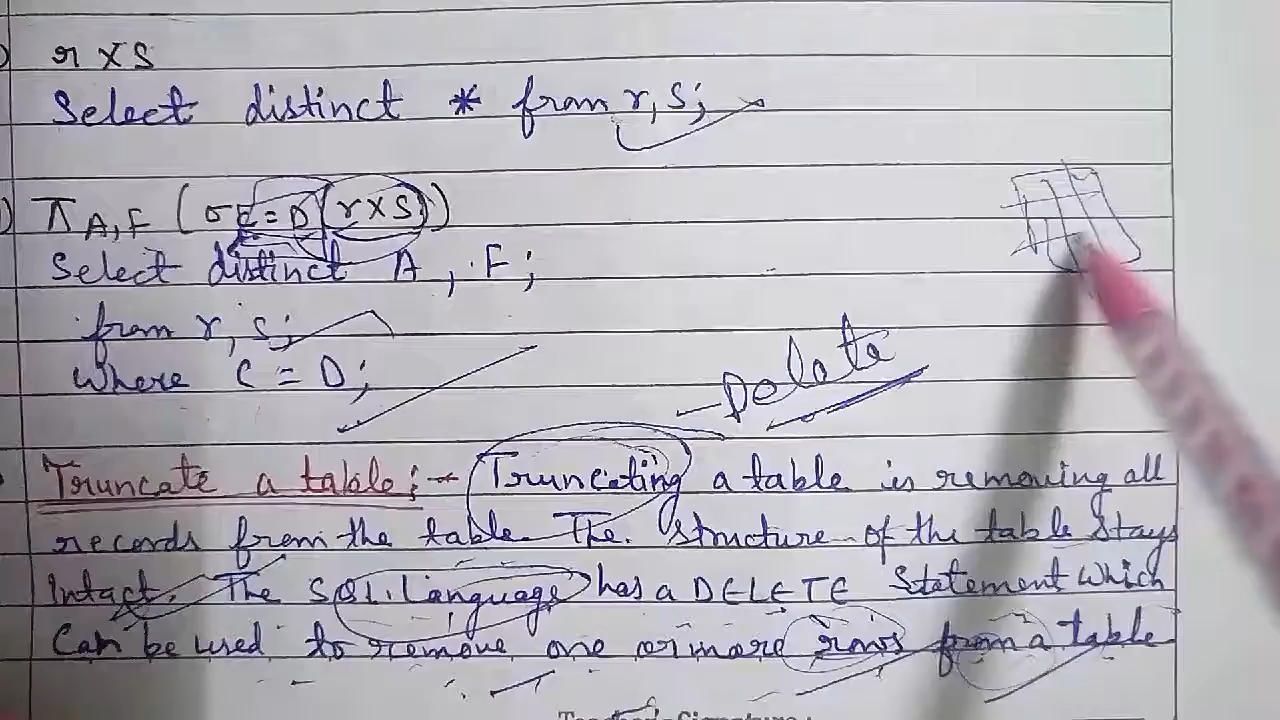 r x s
Select distinct * from r, s;
π A, F ( σ C = D (r x s))
Select distinct A, F;
from r, s;
where C = D;
Delate
Truncate a table :- Truncating a table is removing all
records from the table. The structure of the table stays
Intact. The SQL language has a DELETE Statement which
Can be used to remove one or more rows from a table